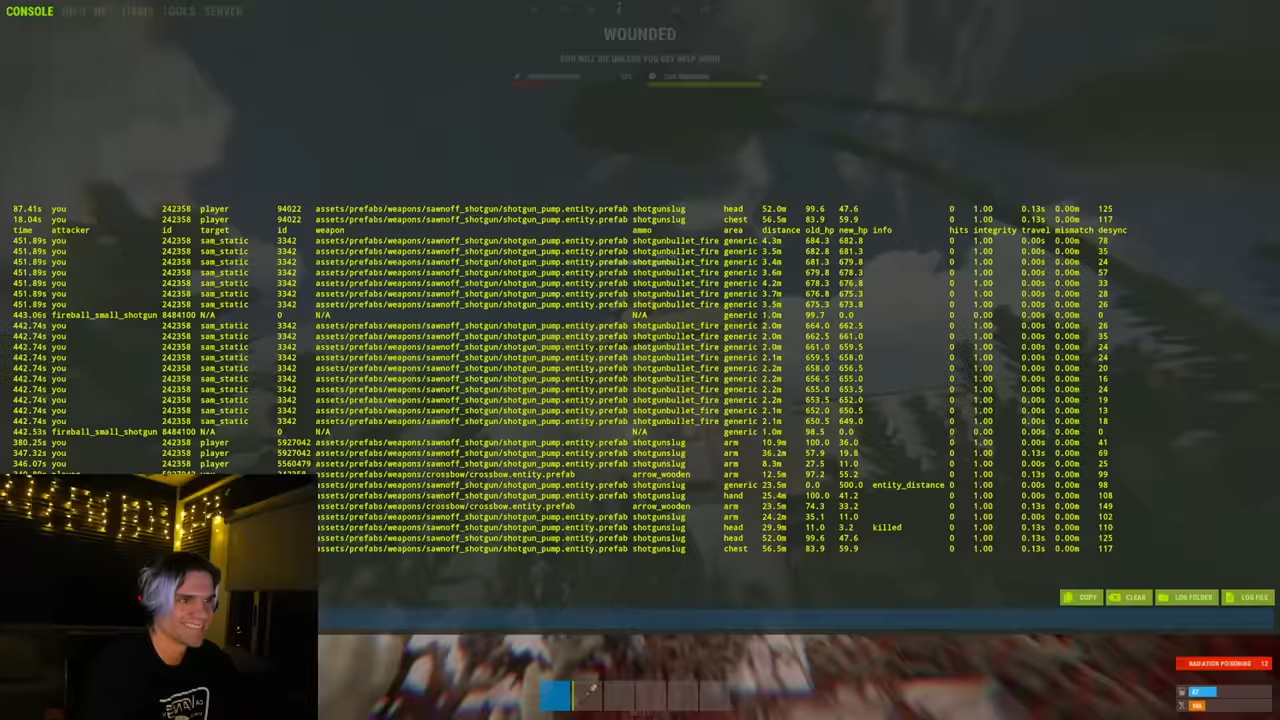 CONSOLE TOOLS SERVER
WOUNDED
YOU WILL DIE UNLESS YOU GET HELP SOON
87.41s you 242358 player 94022 assets/prefabs/weapons/sawnoff_shotgun/shotgun_pump.entity.prefab shotgunslug head 52.0m 99.6 47.6 0 1.00 0.13s 0.00m 125
18.04s you 242358 player 94022 assets/prefabs/weapons/sawnoff_shotgun/shotgun_pump.entity.prefab shotgunslug chest 56.5m 83.9 59.9 0 1.00 0.13s 0.00m 117
time attacker id target id weapon ammo area distance old_hp new_hp info hits integrity travel mismatch desync
451.89s you 242358 sam_static 3342 assets/prefabs/weapons/sawnoff_shotgun/shotgun_pump.entity.prefab shotgunbullet_fire generic 4.3m 684.3 682.8 0 1.00 0.00s 0.00m 78
451.89s you 242358 sam_static 3342 assets/prefabs/weapons/sawnoff_shotgun/shotgun_pump.entity.prefab shotgunbullet_fire generic 3.5m 682.8 681.3 0 1.00 0.00s 0.00m 35
451.89s you 242358 sam_static 3342 assets/prefabs/weapons/sawnoff_shotgun/shotgun_pump.entity.prefab shotgunbullet_fire generic 3.4m 681.3 679.8 0 1.00 0.00s 0.00m 24
451.89s you 242358 sam_static 3342 assets/prefabs/weapons/sawnoff_shotgun/shotgun_pump.entity.prefab shotgunbullet_fire generic 3.6m 679.8 678.3 0 1.00 0.00s 0.00m 57
451.89s you 242358 sam_static 3342 assets/prefabs/weapons/sawnoff_shotgun/shotgun_pump.entity.prefab shotgunbullet_fire generic 4.2m 678.3 676.8 0 1.00 0.00s 0.00m 33
451.89s you 242358 sam_static 3342 assets/prefabs/weapons/sawnoff_shotgun/shotgun_pump.entity.prefab shotgunbullet_fire generic 3.7m 676.8 675.3 0 1.00 0.00s 0.00m 28
451.89s you 242358 sam_static 3342 assets/prefabs/weapons/sawnoff_shotgun/shotgun_pump.entity.prefab shotgunbullet_fire generic 3.5m 675.3 673.8 0 1.00 0.00s 0.00m 26
443.06s fireball_small_shotgun 8484100 N/A 0 N/A N/A generic 1.0m 99.7 0.0 0 1.00 0.00s 0.00m 0
442.74s you 242358 sam_static 3342 assets/prefabs/weapons/sawnoff_shotgun/shotgun_pump.entity.prefab shotgunbullet_fire generic 2.0m 664.0 662.5 0 1.00 0.00s 0.00m 26
442.74s you 242358 sam_static 3342 assets/prefabs/weapons/sawnoff_shotgun/shotgun_pump.entity.prefab shotgunbullet_fire generic 2.0m 662.5 661.0 0 1.00 0.00s 0.00m 35
442.74s you 242358 sam_static 3342 assets/prefabs/weapons/sawnoff_shotgun/shotgun_pump.entity.prefab shotgunbullet_fire generic 2.0m 661.0 659.5 0 1.00 0.00s 0.00m 24
442.74s you 242358 sam_static 3342 assets/prefabs/weapons/sawnoff_shotgun/shotgun_pump.entity.prefab shotgunbullet_fire generic 2.1m 659.5 658.0 0 1.00 0.00s 0.00m 24
442.74s you 242358 sam_static 3342 assets/prefabs/weapons/sawnoff_shotgun/shotgun_pump.entity.prefab shotgunbullet_fire generic 2.2m 658.0 656.5 0 1.00 0.00s 0.00m 20
442.74s you 242358 sam_static 3342 assets/prefabs/weapons/sawnoff_shotgun/shotgun_pump.entity.prefab shotgunbullet_fire generic 2.2m 656.5 655.0 0 1.00 0.00s 0.00m 16
442.74s you 242358 sam_static 3342 assets/prefabs/weapons/sawnoff_shotgun/shotgun_pump.entity.prefab shotgunbullet_fire generic 2.2m 655.0 653.5 0 1.00 0.00s 0.00m 24
442.74s you 242358 sam_static 3342 assets/prefabs/weapons/sawnoff_shotgun/shotgun_pump.entity.prefab shotgunbullet_fire generic 2.2m 653.5 652.0 0 1.00 0.00s 0.00m 19
442.74s you 242358 sam_static 3342 assets/prefabs/weapons/sawnoff_shotgun/shotgun_pump.entity.prefab shotgunbullet_fire generic 2.1m 652.0 650.5 0 1.00 0.00s 0.00m 13
442.74s you 242358 sam_static 3342 assets/prefabs/weapons/sawnoff_shotgun/shotgun_pump.entity.prefab shotgunbullet_fire generic 2.1m 650.5 649.0 0 1.00 0.00s 0.00m 18
442.53s fireball_small_shotgun 8484100 N/A 0 N/A N/A generic 1.0m 98.5 0.0 0 1.00 0.00s 0.00m 0
380.25s you 242358 player 5927042 assets/prefabs/weapons/sawnoff_shotgun/shotgun_pump.entity.prefab shotgunslug arm 10.9m 100.0 36.0 0 1.00 0.00s 0.00m 41
347.32s you 242358 player 5927042 assets/prefabs/weapons/sawnoff_shotgun/shotgun_pump.entity.prefab shotgunslug arm 36.2m 57.9 19.8 0 1.00 0.13s 0.00m 69
346.07s you 242358 player 5560479 assets/prefabs/weapons/sawnoff_shotgun/shotgun_pump.entity.prefab shotgunslug arm 8.3m 27.5 11.0 0 1.00 0.00s 0.00m 25
assets/prefabs/weapons/crossbow/crossbow.entity.prefab arrow_wooden arm 12.5m 97.2 55.2 0 1.00 0.13s 0.00m 99
assets/prefabs/weapons/sawnoff_shotgun/shotgun_pump.entity.prefab shotgunslug generic 23.5m 0.0 500.0 entity_distance 0 1.00 0.00s 0.00m 98
assets/prefabs/weapons/sawnoff_shotgun/shotgun_pump.entity.prefab shotgunslug hand 25.4m 100.0 41.2 0 1.00 0.00s 0.00m 108
assets/prefabs/weapons/crossbow/crossbow.entity.prefab arrow_wooden arm 23.5m 74.3 33.2 0 1.00 0.13s 0.00m 149
assets/prefabs/weapons/sawnoff_shotgun/shotgun_pump.entity.prefab shotgunslug arm 24.2m 35.1 11.0 0 1.00 0.00s 0.00m 102
assets/prefabs/weapons/sawnoff_shotgun/shotgun_pump.entity.prefab shotgunslug head 29.9m 11.0 3.2 killed 0 1.00 0.13s 0.00m 110
assets/prefabs/weapons/sawnoff_shotgun/shotgun_pump.entity.prefab shotgunslug head 52.0m 99.6 47.6 0 1.00 0.13s 0.00m 125
assets/prefabs/weapons/sawnoff_shotgun/shotgun_pump.entity.prefab shotgunslug chest 56.5m 83.9 59.9 0 1.00 0.13s 0.00m 117
COPY CLEAR LOG FOLDER LOG FILE
RADIATION POISONING 12
67